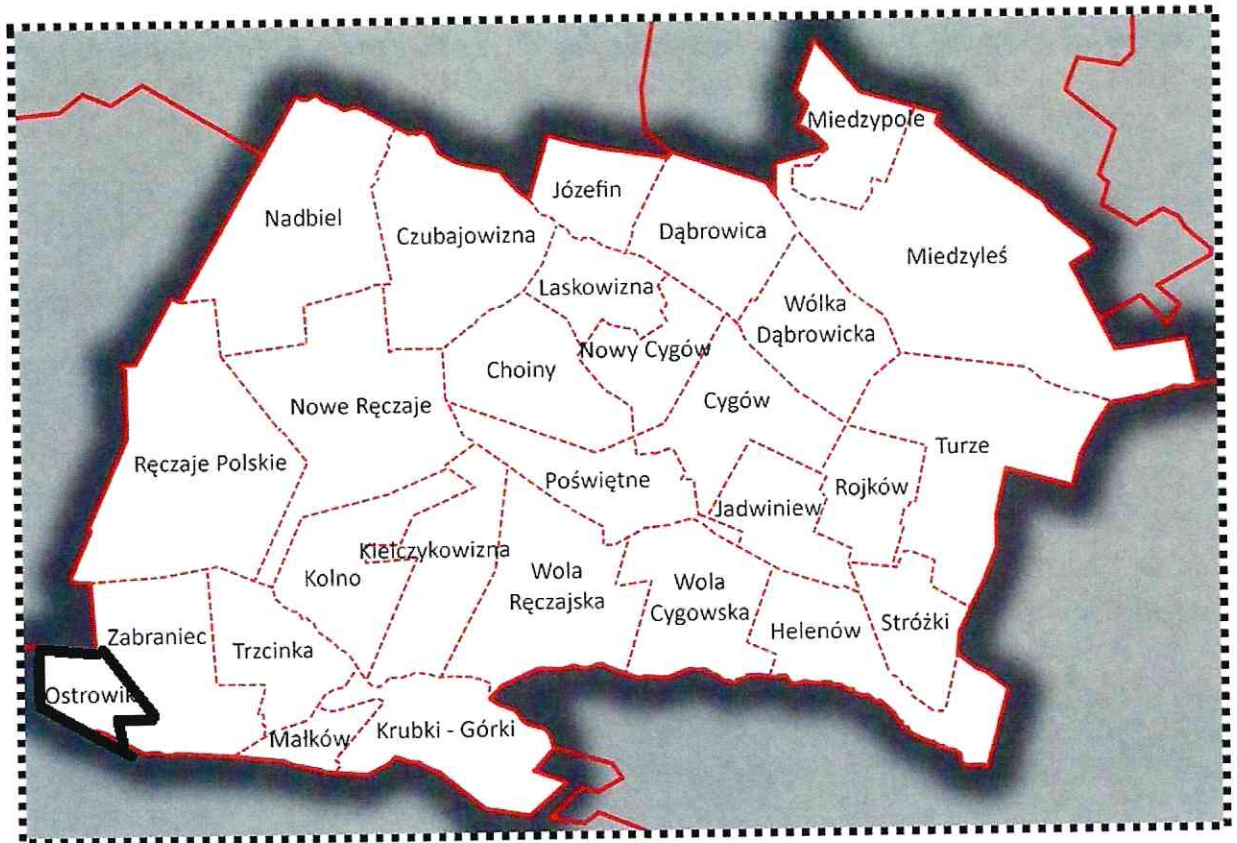 Miedzypole
Józefin
Nadbiel
Czubajowizna
Dąbrowica
Miedzyleś
Laskowizna
Wólka
Dąbrowicka
Nowy Cygów
Choiny
Cygów
Nowe Ręczaje
Turze
Ręczaje Polskie
Poświętne
Rojków
Jadwiniew
Kielczykowizna
Kolno
Wola
Ręczajska
Wola
Cygowska
Stróżki
Helenów
Zabraniec
Trzcinka
Ostrowik
Krubki - Górki
Małków